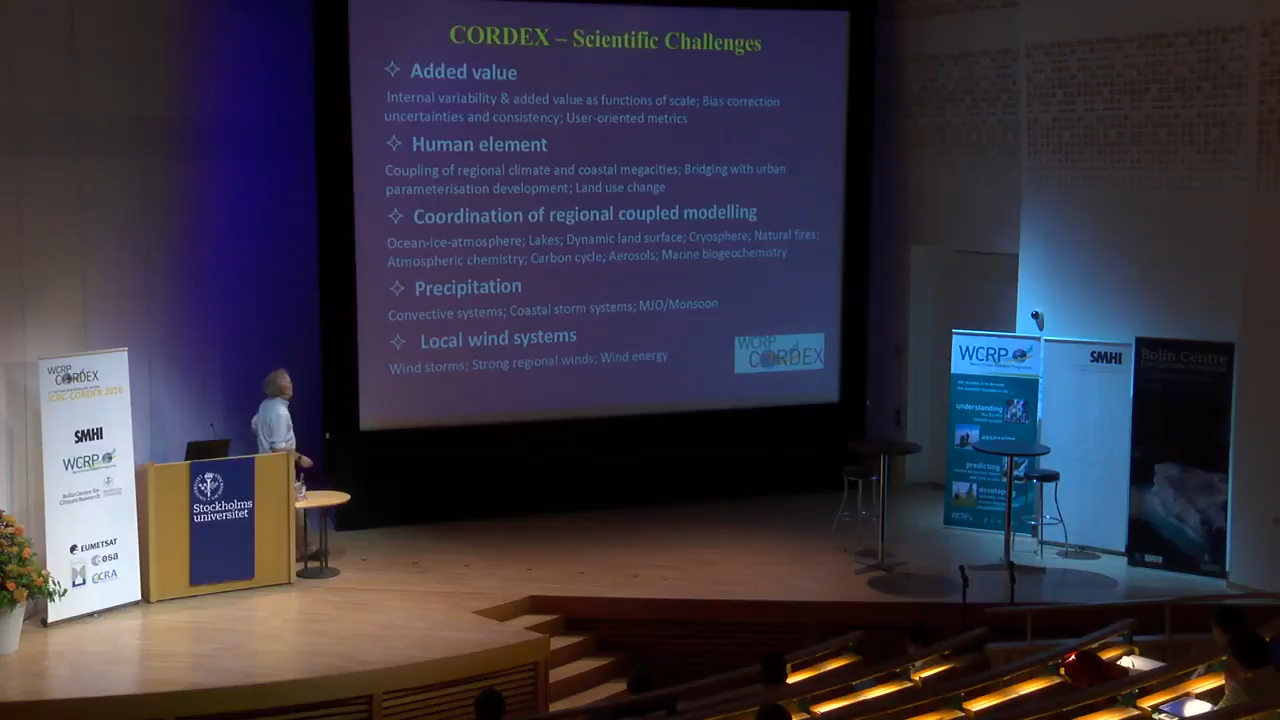 CORDEX – Scientific Challenges
Added value
Internal variability & added value as functions of scale; Bias correction
uncertainties and consistency; User-oriented metrics
Human element
Coupling of regional climate and coastal megacities; Bridging with urban
parameterisation development; Land use change
Coordination of regional coupled modelling
Ocean-ice-atmosphere; Lakes; Dynamic land surface; Cryosphere; Natural fires;
Atmospheric chemistry; Carbon cycle; Aerosols; Marine biogeochemistry
Precipitation
Convective systems; Coastal storm systems; MJO/Monsoon
Local wind systems
Wind storms; Strong regional winds; Wind energy
WCRP
CORDEX
WCRP
CORDEX
ICRC-CORDEX 2016
SMHI
WCRP
Bolin Centre for
Climate Research
EUMETSAT
esa
Stockholms
universitet
WCRP
understanding
assessing
predicting
WCRP
SMHI
Bolin Centre
SMHI